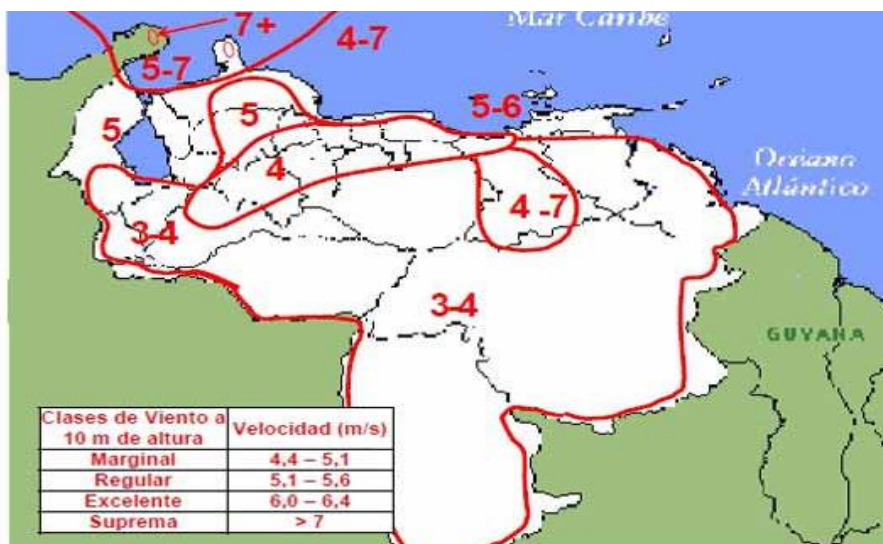 Mar Caribe
7+
4-7
5-7
5-6
5
5
4
Océano
Atlántico
4 -7
3-4
3-4
GUYANA
Clases de Viento a
10 m de altura
Velocidad (m/s)
Marginal
4,4 – 5,1
Regular
5,1 – 5,6
Excelente
6,0 – 6,4
Suprema
> 7